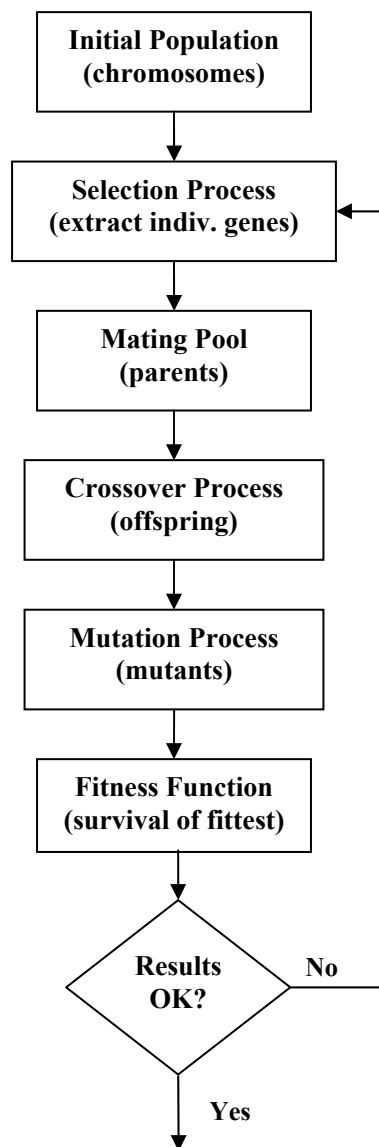 Initial Population
(chromosomes)
Selection Process
(extract indiv. genes)
Mating Pool
(parents)
Crossover Process
(offspring)
Mutation Process
(mutants)
Fitness Function
(survival of fittest)
Results
OK?
No
Yes